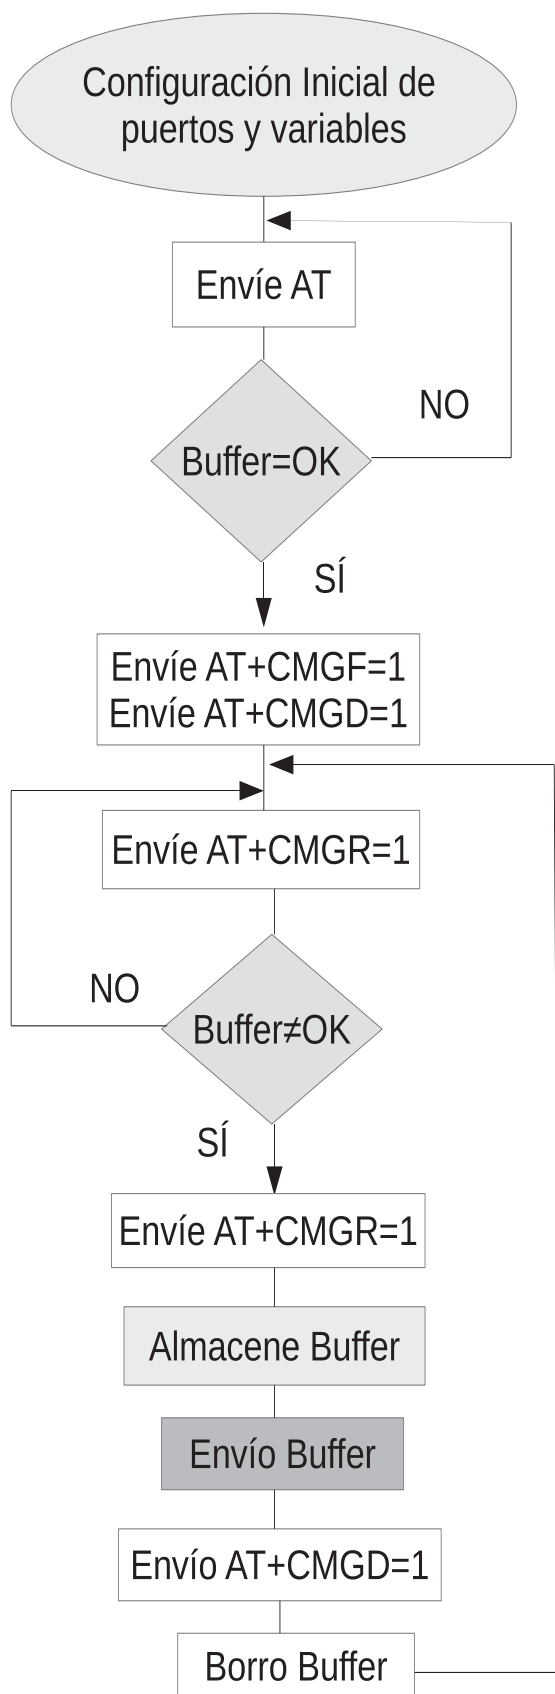 Configuración Inicial de
puertos y variables
Envíe AT
NO
Buffer=OK
SÍ
Envíe AT+CMGF=1
Envíe AT+CMGD=1
Envíe AT+CMGR=1
NO
Buffer≠OK
SÍ
Envíe AT+CMGR=1
Almacene Buffer
Envío Buffer
Envío AT+CMGD=1
Borro Buffer